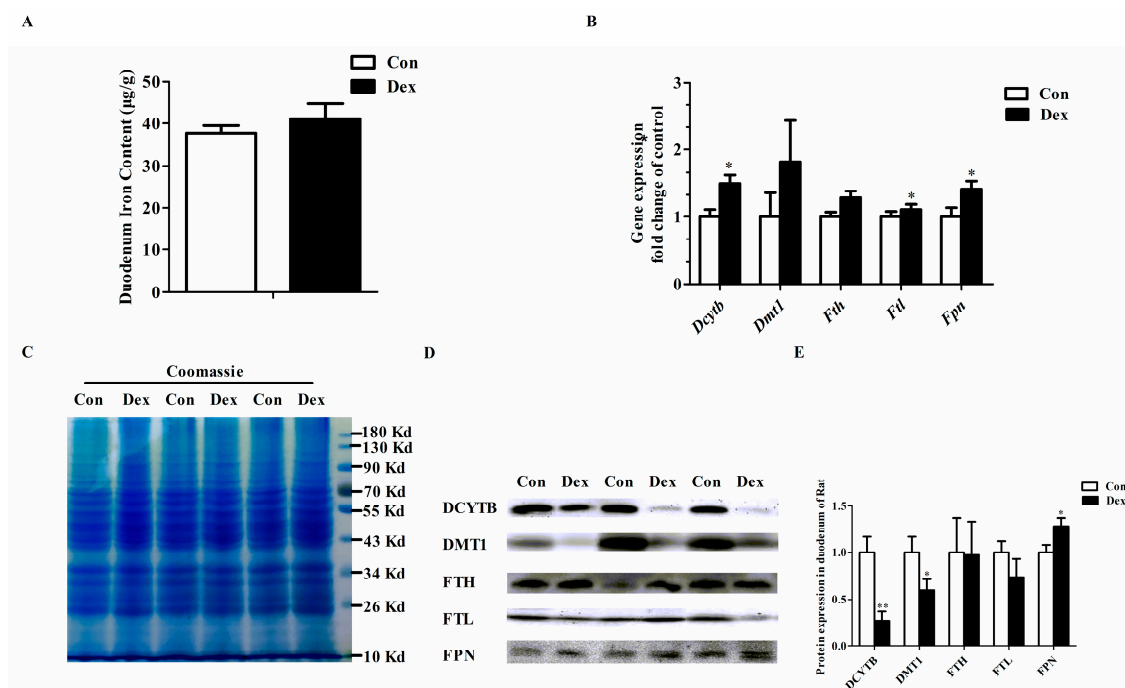 A
B
Con
Dex
Duodenum Iron Content (μg/g)
50
40
30
20
10
0
Con
Dex
Gene expression
fold change of control
3
2
1
0
*
*
*
*
Dcytb
Dmt1
Fth
Ftl
Fpn
C
D
E
Coomassie
Con Dex Con Dex Con Dex
180 Kd
130 Kd
90 Kd
70 Kd
55 Kd
43 Kd
34 Kd
26 Kd
10 Kd
Con Dex Con Dex Con Dex
DCYTB
DMT1
FTH
FTL
FPN
Con
Dex
Protein expression in duodenum of Rat
1.5
1.0
0.5
0.0
**
*
*
DCYTB
DMT1
FTH
FTL
FPN